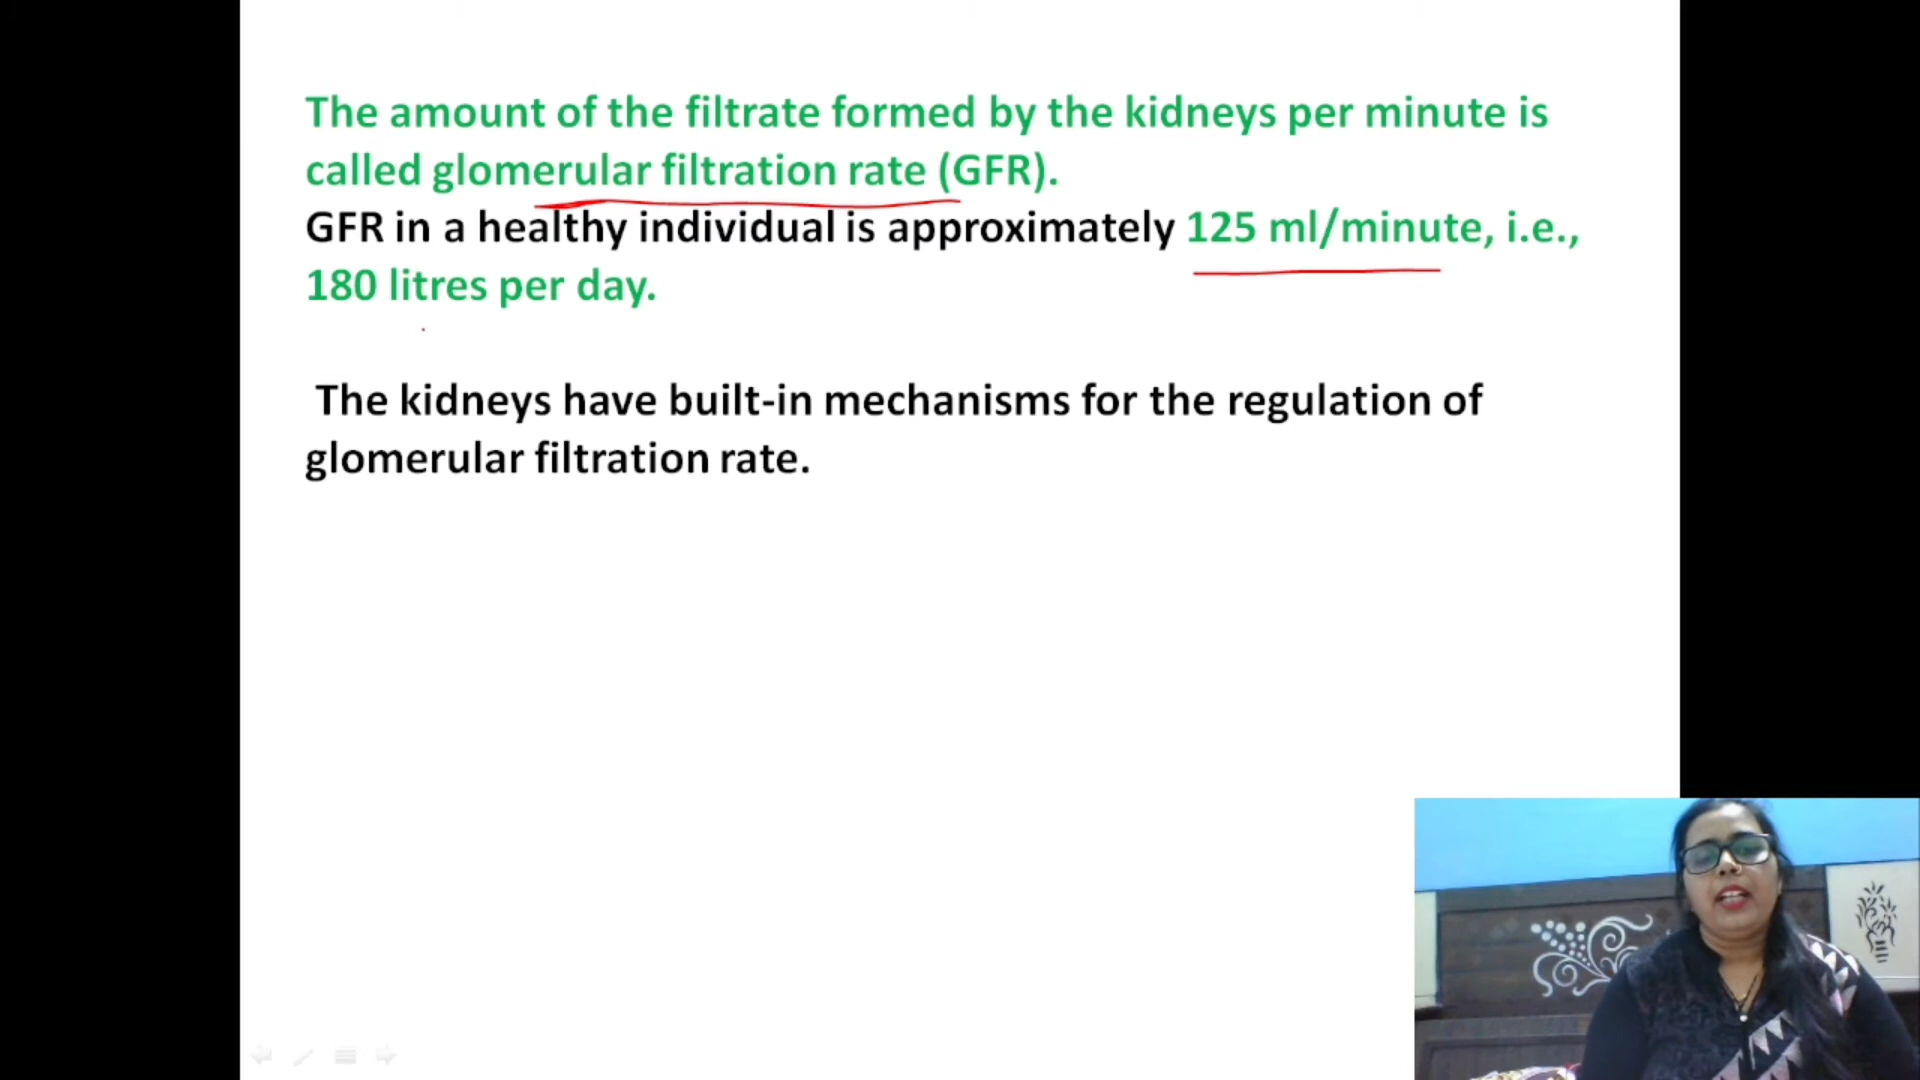 The amount of the filtrate formed by the kidneys per minute is
called glomerular filtration rate (GFR).
GFR in a healthy individual is approximately 125 ml/minute, i.e.,
180 litres per day.
The kidneys have built-in mechanisms for the regulation of
glomerular filtration rate.